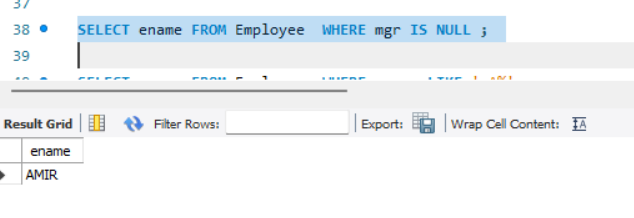 37
38 SELECT ename FROM Employee WHERE mgr IS NULL ;
39
Result Grid Filter Rows: Export: Wrap Cell Content: IA
ename
AMIR